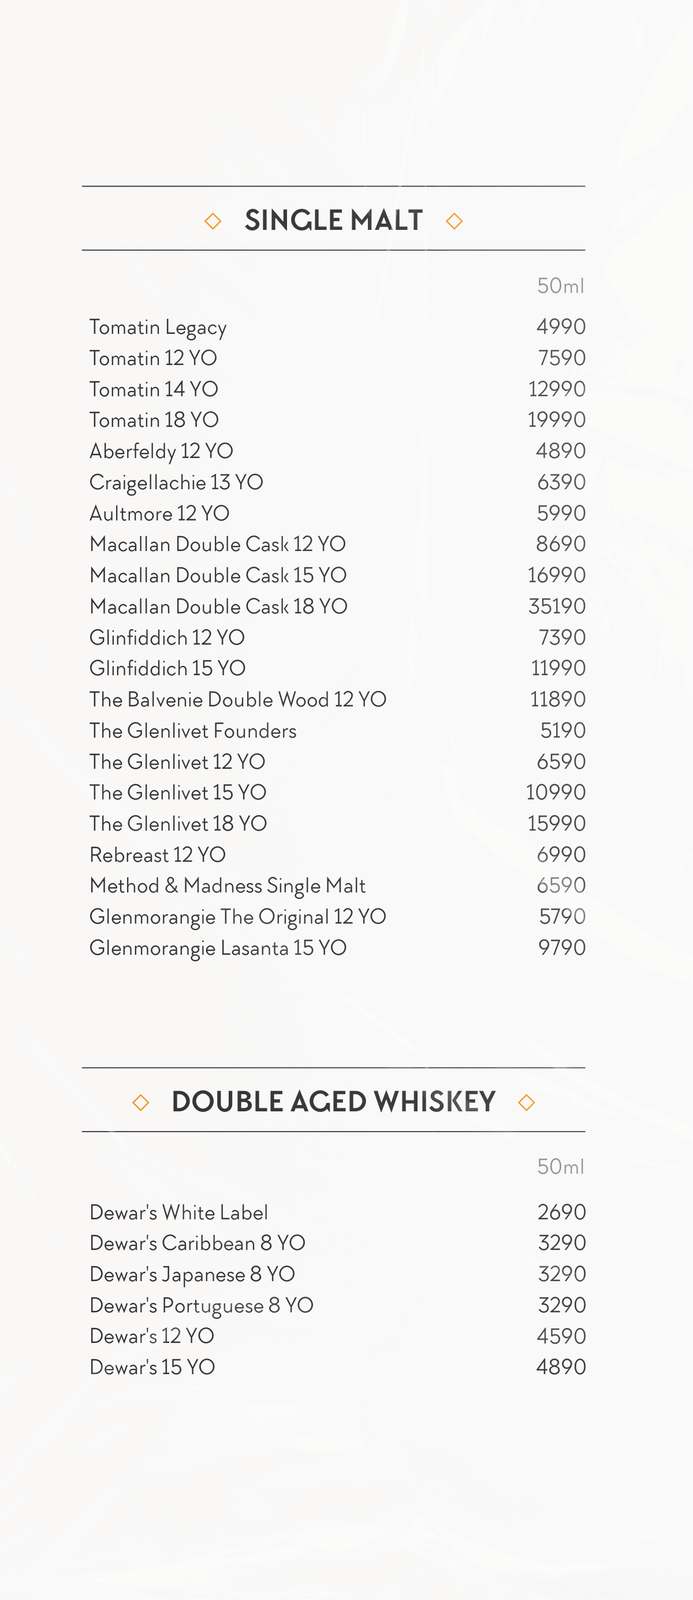 SINGLE MALT
50ml
Tomatin Legacy 4990
Tomatin 12 YO 7590
Tomatin 14 YO 12990
Tomatin 18 YO 19990
Aberfeldy 12 YO 4890
Craigellachie 13 YO 6390
Aultmore 12 YO 5990
Macallan Double Cask 12 YO 8690
Macallan Double Cask 15 YO 16990
Macallan Double Cask 18 YO 35190
Glinfiddich 12 YO 7390
Glinfiddich 15 YO 11990
The Balvenie Double Wood 12 YO 11890
The Glenlivet Founders 5190
The Glenlivet 12 YO 6590
The Glenlivet 15 YO 10990
The Glenlivet 18 YO 15990
Rebreast 12 YO 6990
Method & Madness Single Malt 6590
Glenmorangie The Original 12 YO 5790
Glenmorangie Lasanta 15 YO 9790
DOUBLE AGED WHISKEY
50ml
Dewar's White Label 2690
Dewar's Caribbean 8 YO 3290
Dewar's Japanese 8 YO 3290
Dewar's Portuguese 8 YO 3290
Dewar's 12 YO 4590
Dewar's 15 YO 4890